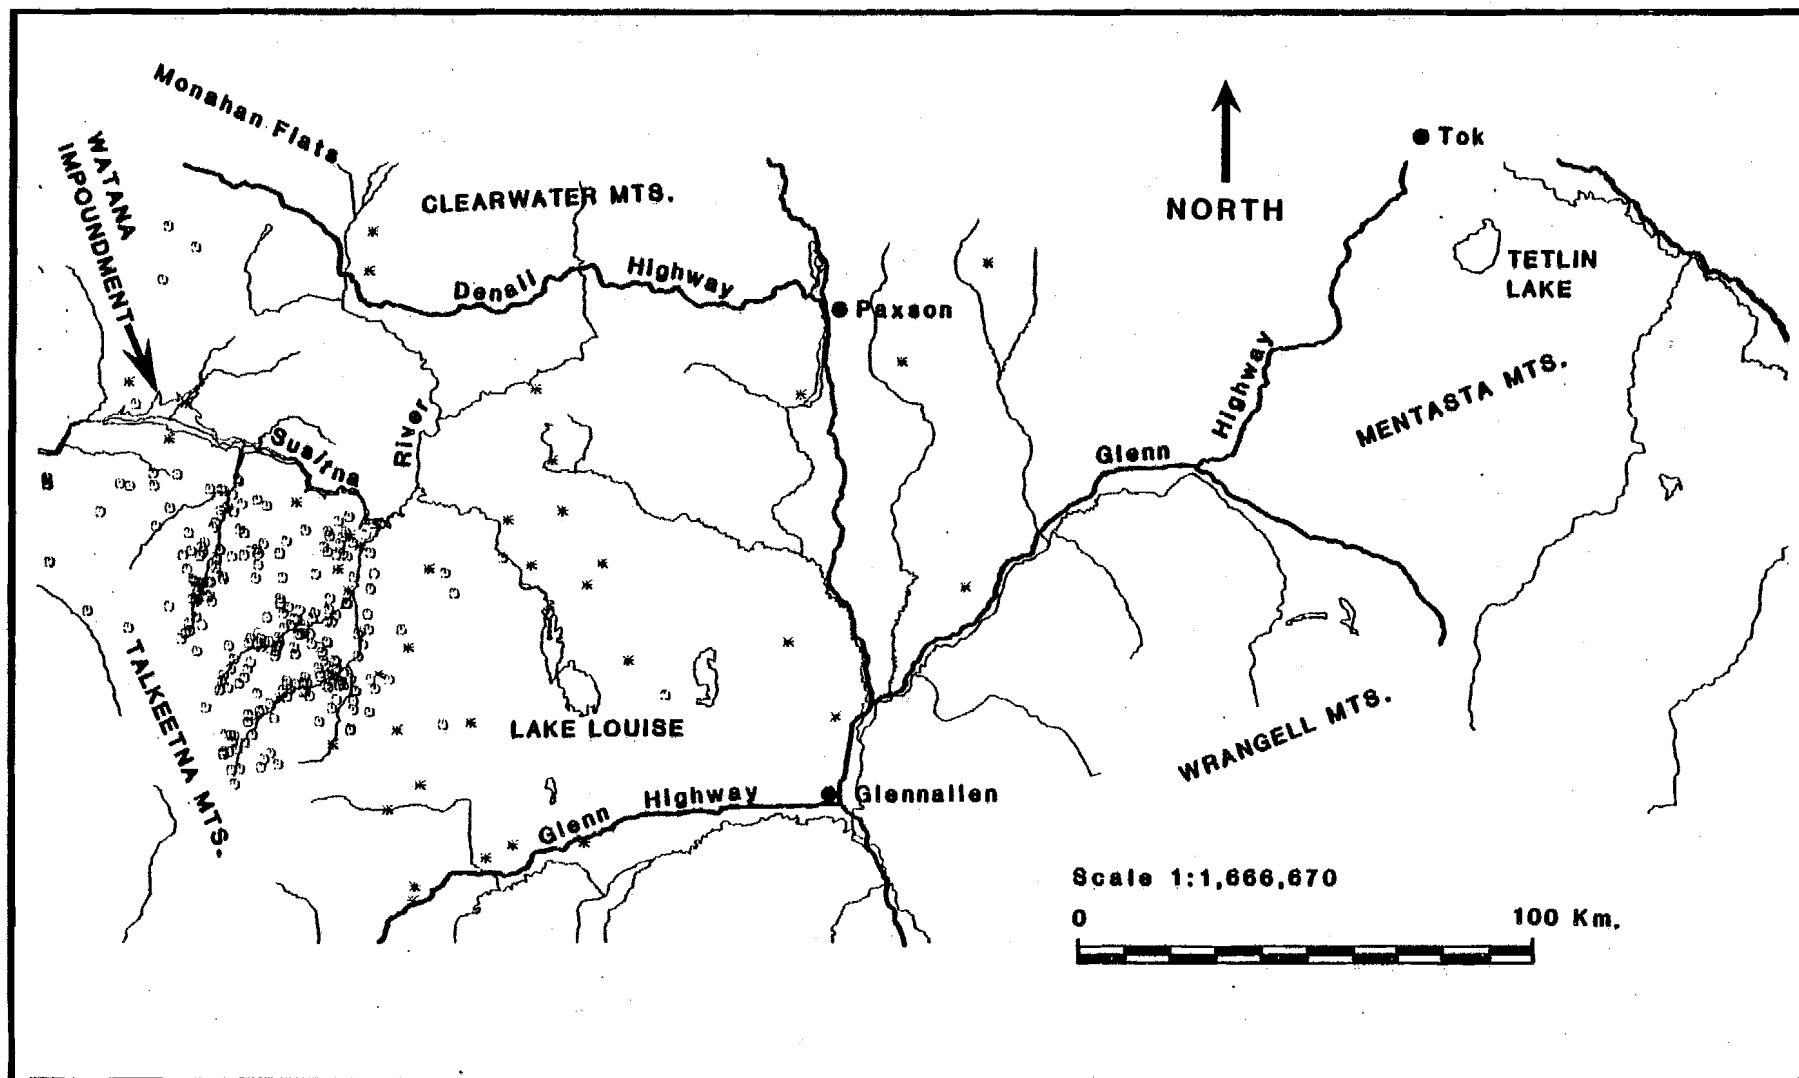 Monahan Flats
WATANA
IMPOUNDMENT
CLEARWATER MTS.
NORTH
Tok
TETLIN
LAKE
Denali Highway
Paxson
Highway
MENTASTA MTS.
River
Susitna
Glenn
TALKEETNA MTS.
LAKE LOUISE
WRANGELL MTS.
Glenn Highway
Glennallen
Scale 1:1,666,670
0 100 Km.